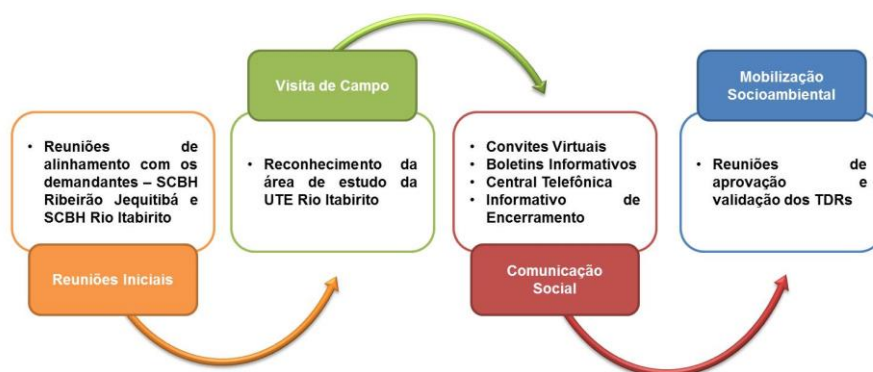 Reuniões de
alinhamento com os
demandantes – SCBH
Ribeirão Jequitibá e
SCBH Rio Itabirito
Reuniões Iniciais
Visita de Campo
Reconhecimento da
área de estudo da
UTE Rio Itabirito
Convites Virtuais
Boletins Informativos
Central Telefônica
Informativo de
Encerramento
Comunicação
Social
Mobilização
Socioambiental
Reuniões de
aprovação e
validação dos TDRs